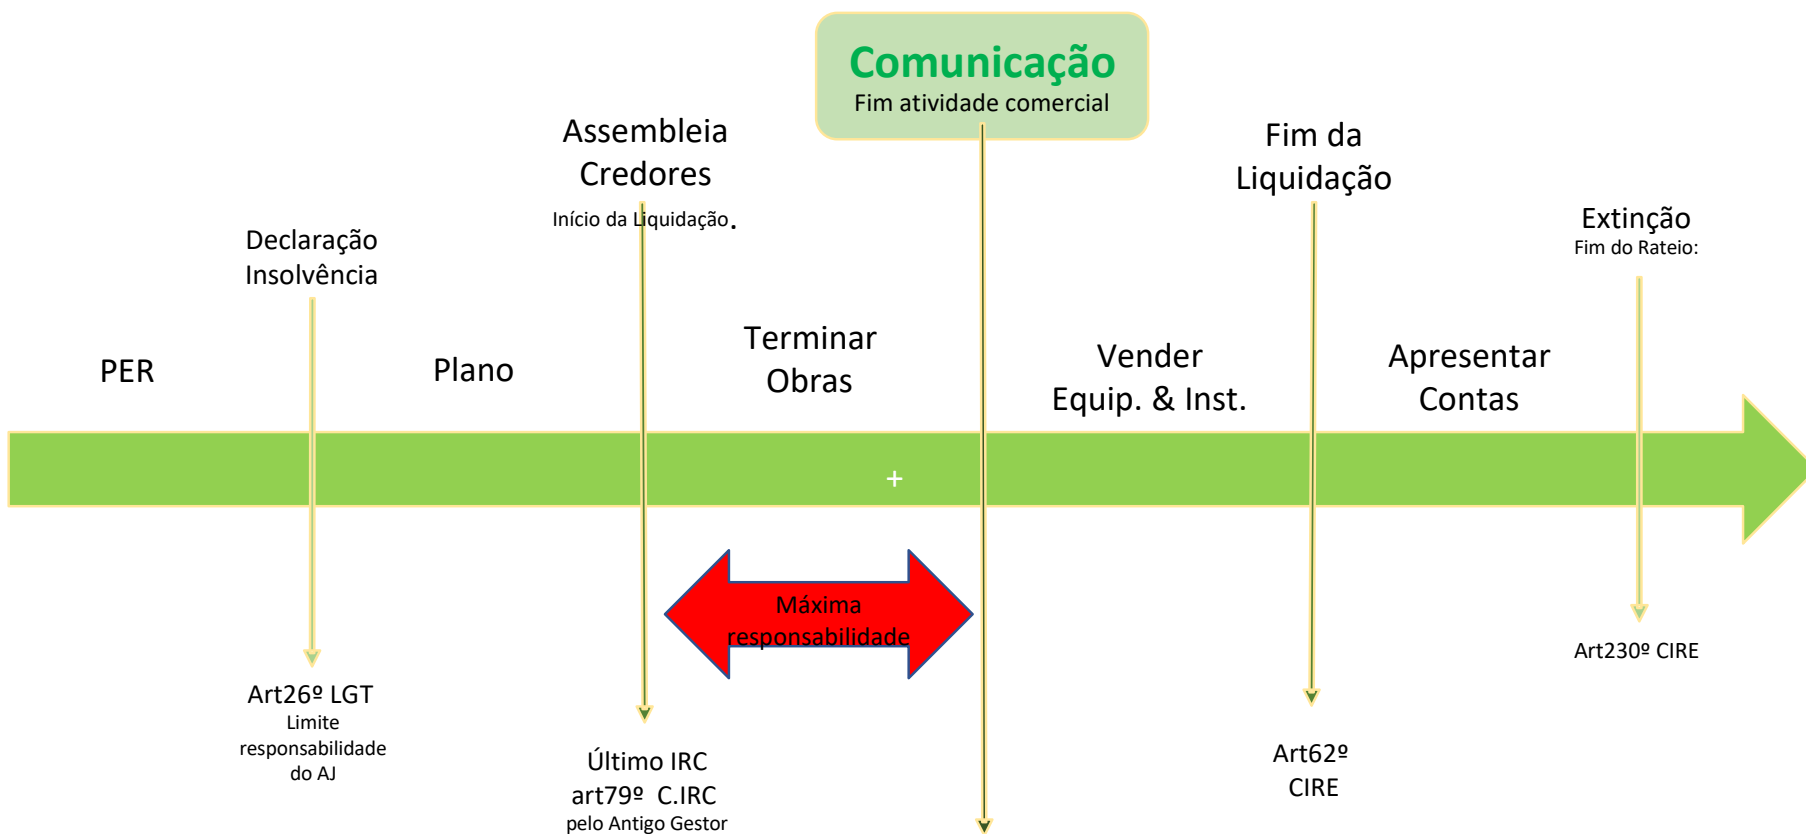 Comunicação
Fim atividade comercial
Assembleia
Credores
Início da Liquidação.
Fim da
Liquidação
Declaração
Insolvência
Extinção
Fim do Rateio:
PER
Plano
Terminar
Obras
Vender
Equip. & Inst.
Apresentar
Contas
+
Máxima
responsabilidade
Art26º LGT
Limite
responsabilidade
do AJ
Último IRC
art79º C.IRC
pelo Antigo Gestor
Art62º
CIRE
Art230º CIRE